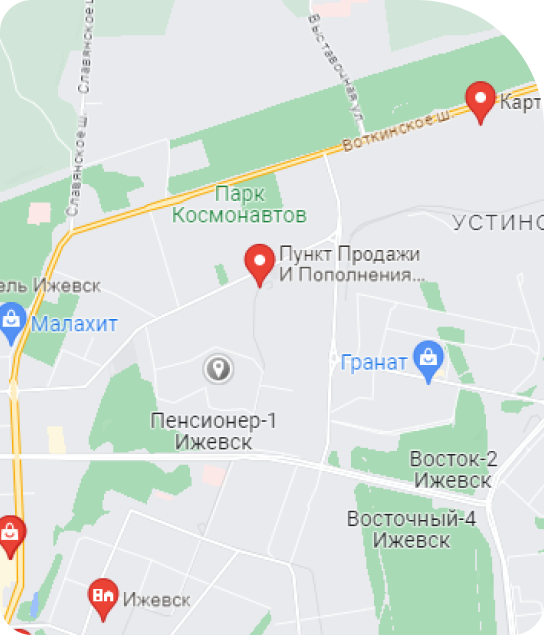 Славянское ш.
Славянское ш.
Выставочная ул.
Карт
Воткинское ш.
Парк
Космонавтов
УСТИНО
Пункт Продажи
И Пополнения...
ель Ижевск
Малахит
Гранат
Пенсионер-1
Ижевск
Восток-2
Ижевск
Восточный-4
Ижевск
Ижевск